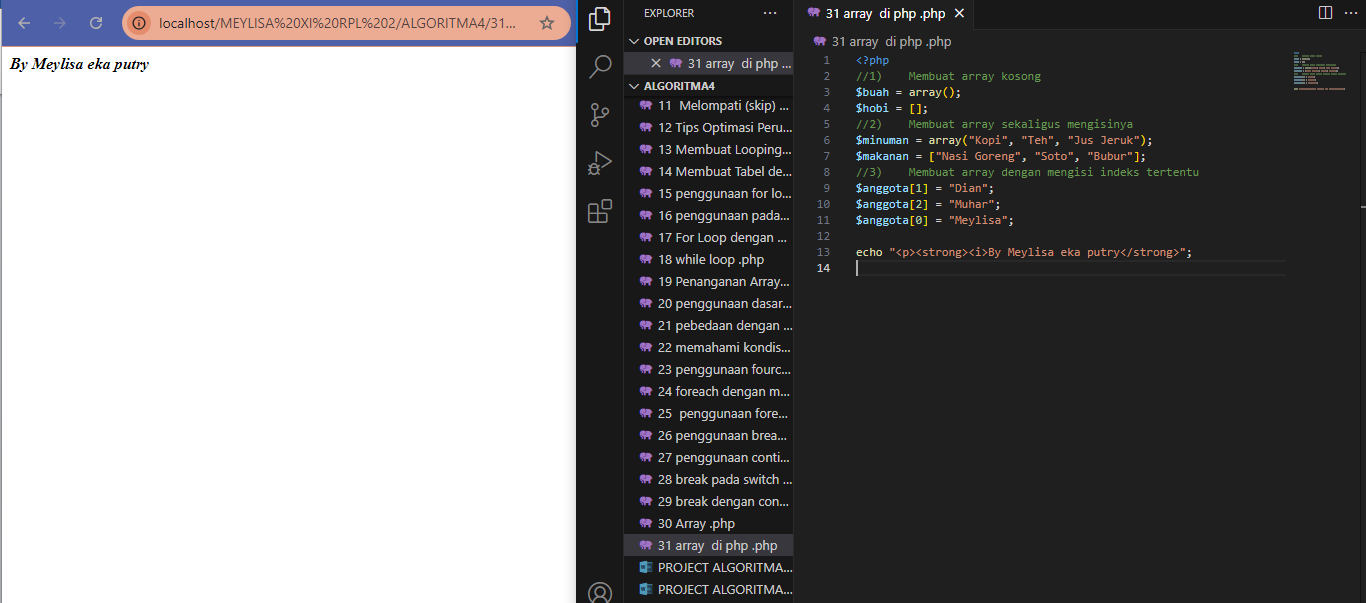 localhost/MEYLISA%20XI%20RPL%202/ALGORITMA4/31...
By Meylisa eka putry
EXPLORER
OPEN EDITORS
31 array  di php ...
ALGORITMA4
11  Melompati (skip) ...
12 Tips Optimasi Peru...
13 Membuat Looping...
14 Membuat Tabel de...
15 penggunaan for lo...
16 penggunaan pada...
17 For Loop dengan ...
18 while loop .php
19 Penanganan Array...
20 penggunaan dasar...
21 pebedaan dengan ...
22 memahami kondis...
23 penggunaan fourc...
24 foreach dengan m...
25  penggunaan fore...
26 penggunaan brea...
27 penggunaan conti...
28 break pada switch ...
29 break dengan con...
30 Array .php
31 array  di php .php
PROJECT ALGORITMA...
PROJECT ALGORITMA...
31 array  di php .php
31 array  di php .php
1 <?php
2 //1)    Membuat array kosong
3 $buah = array();
4 $hobi = [];
5 //2)    Membuat array sekaligus mengisinya
6 $minuman = array("Kopi", "Teh", "Jus Jeruk");
7 $makanan = ["Nasi Goreng", "Soto", "Bubur"];
8 //3)    Membuat array dengan mengisi indeks tertentu
9 $anggota[1] = "Dian";
10 $anggota[2] = "Muhar";
11 $anggota[0] = "Meylisa";
12
13 echo "<p><strong><i>By Meylisa eka putry</strong>";
14